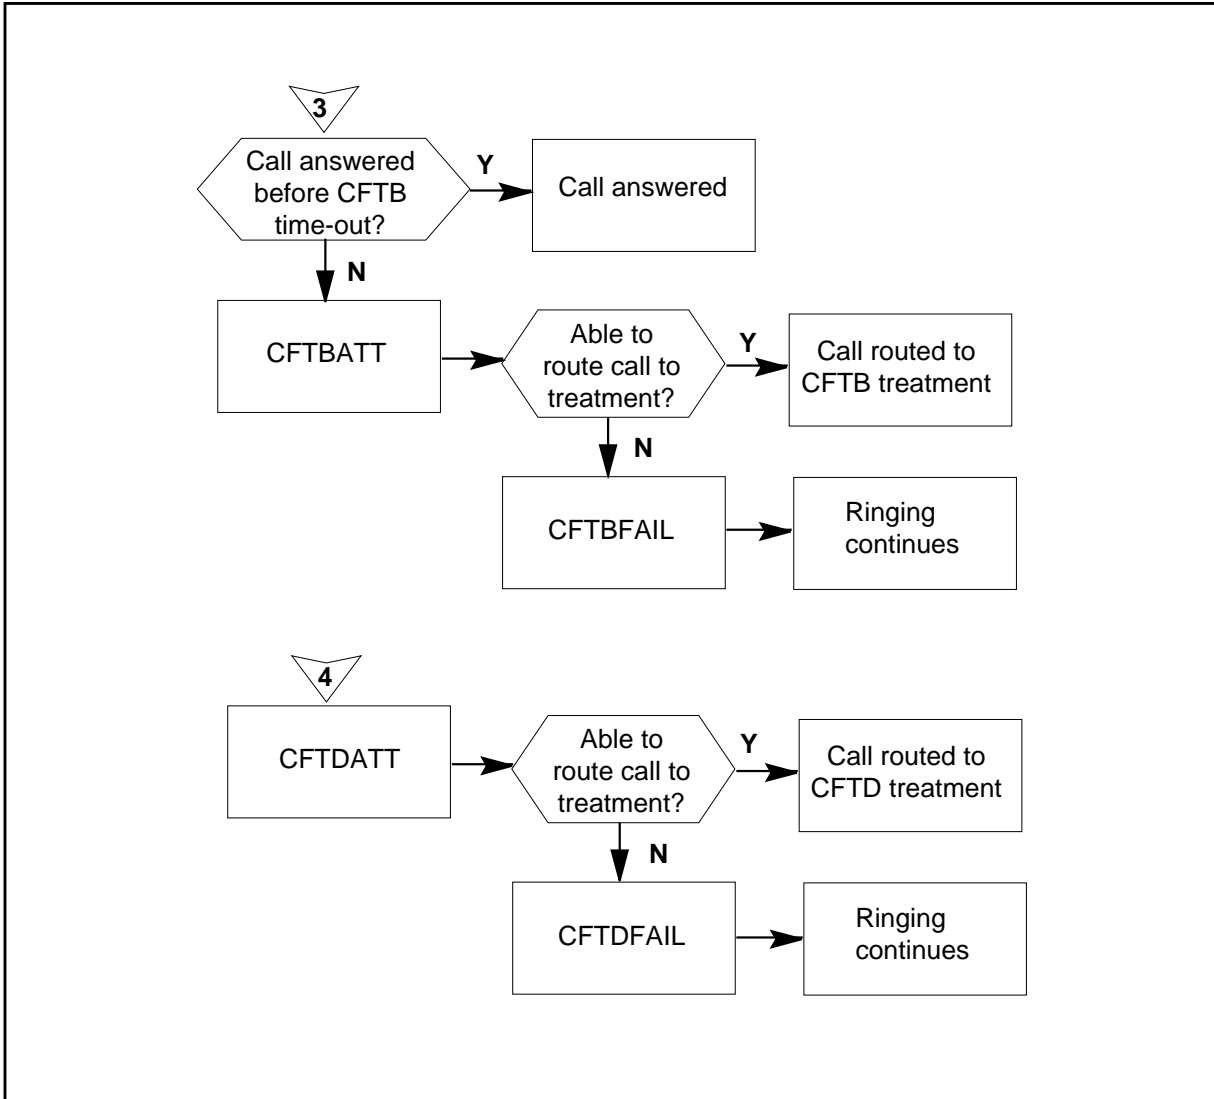 3
Call answered
before CFTB
time-out?
Y
Call answered
N
CFTBATT
Able to
route call to
treatment?
Y
Call routed to
CFTB treatment
N
CFTBFAIL
Ringing
continues
4
CFTDATT
Able to
route call to
treatment?
Y
Call routed to
CFTD treatment
N
CFTDFAIL
Ringing
continues